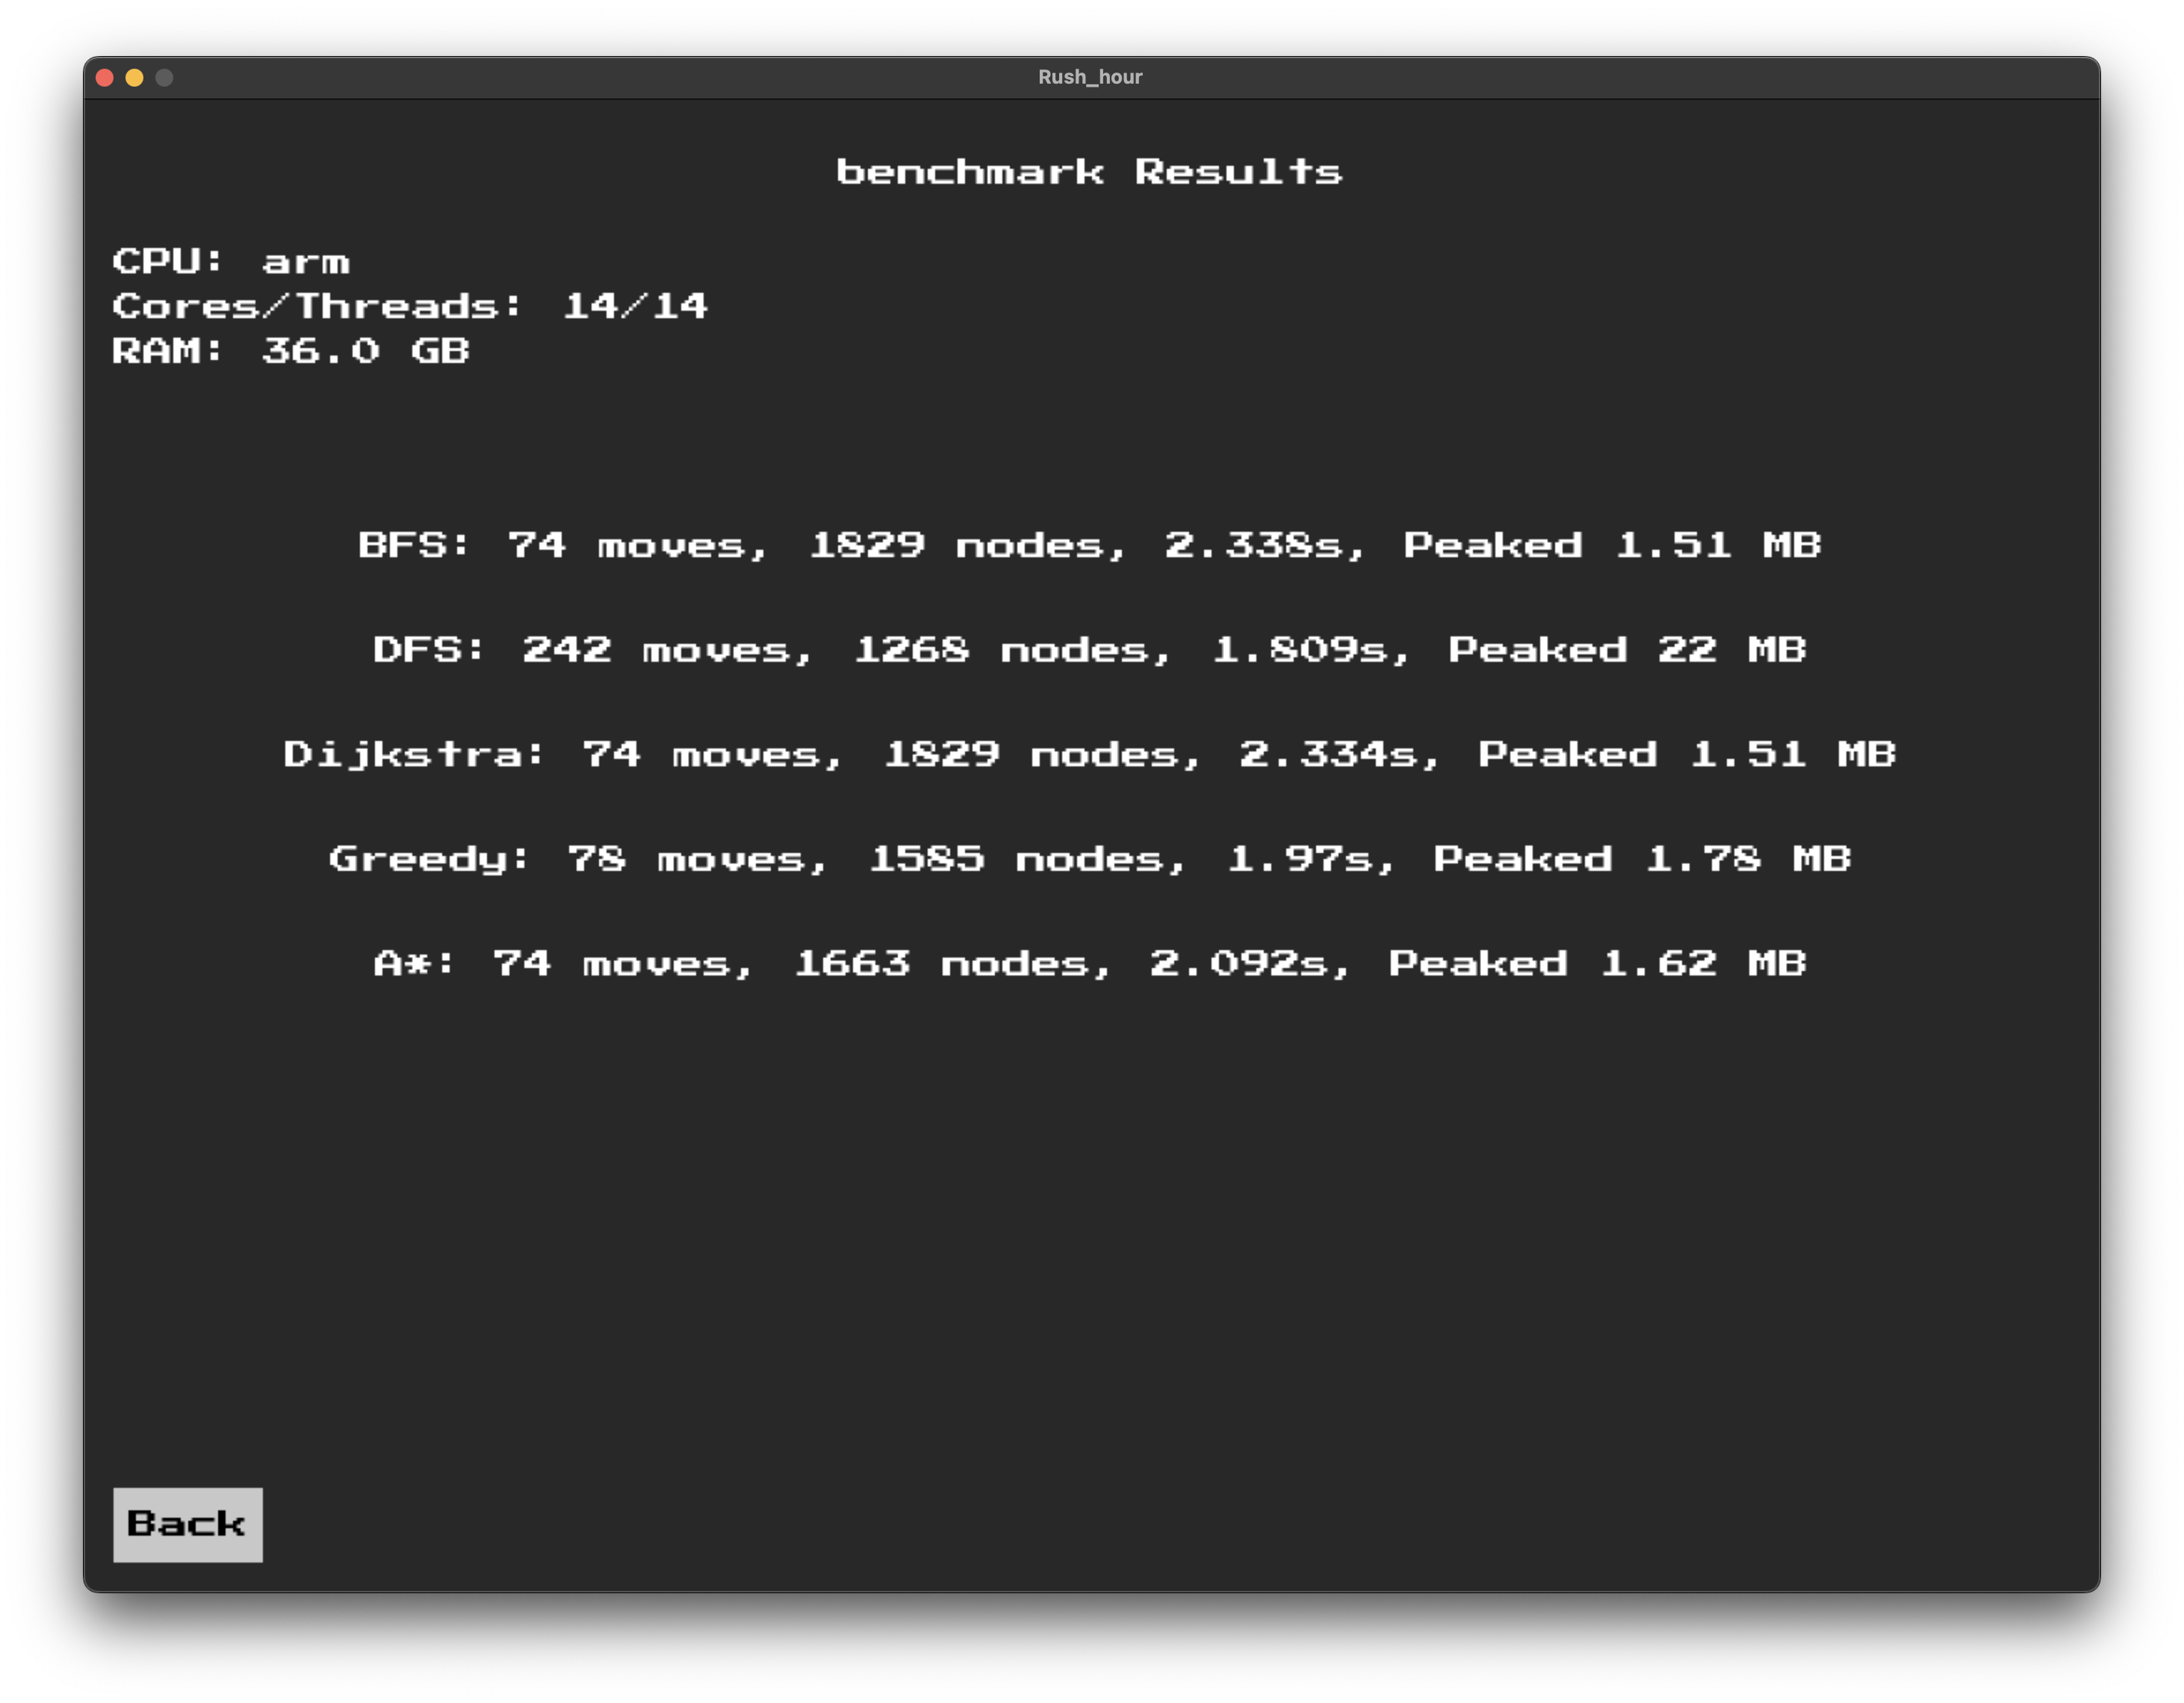 Rush_hour
benchmark Results
CPU: arm
Cores/Threads: 14/14
RAM: 36.0 GB
BFS: 74 moves, 1829 nodes, 2.338s, Peaked 1.51 MB
DFS: 242 moves, 1268 nodes, 1.809s, Peaked 22 MB
Dijkstra: 74 moves, 1829 nodes, 2.334s, Peaked 1.51 MB
Greedy: 78 moves, 1585 nodes, 1.97s, Peaked 1.78 MB
A*: 74 moves, 1663 nodes, 2.092s, Peaked 1.62 MB
Back